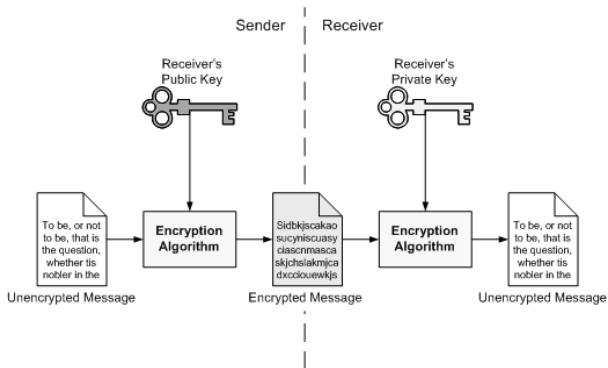 Sender
Receiver
Receiver's
Public Key
Receiver's
Private Key
To be, or not
to be, that is
the question,
whether tis
nobler in the
Unencrypted Message
Encryption
Algorithm
Sidbkjscakao
sucyniscuasy
ciascnmasca
skjchslakmjca
dxcciouewkjs
Encrypted Message
Encryption
Algorithm
To be, or not
to be, that is
the question,
whether tis
nobler in the
Unencrypted Message